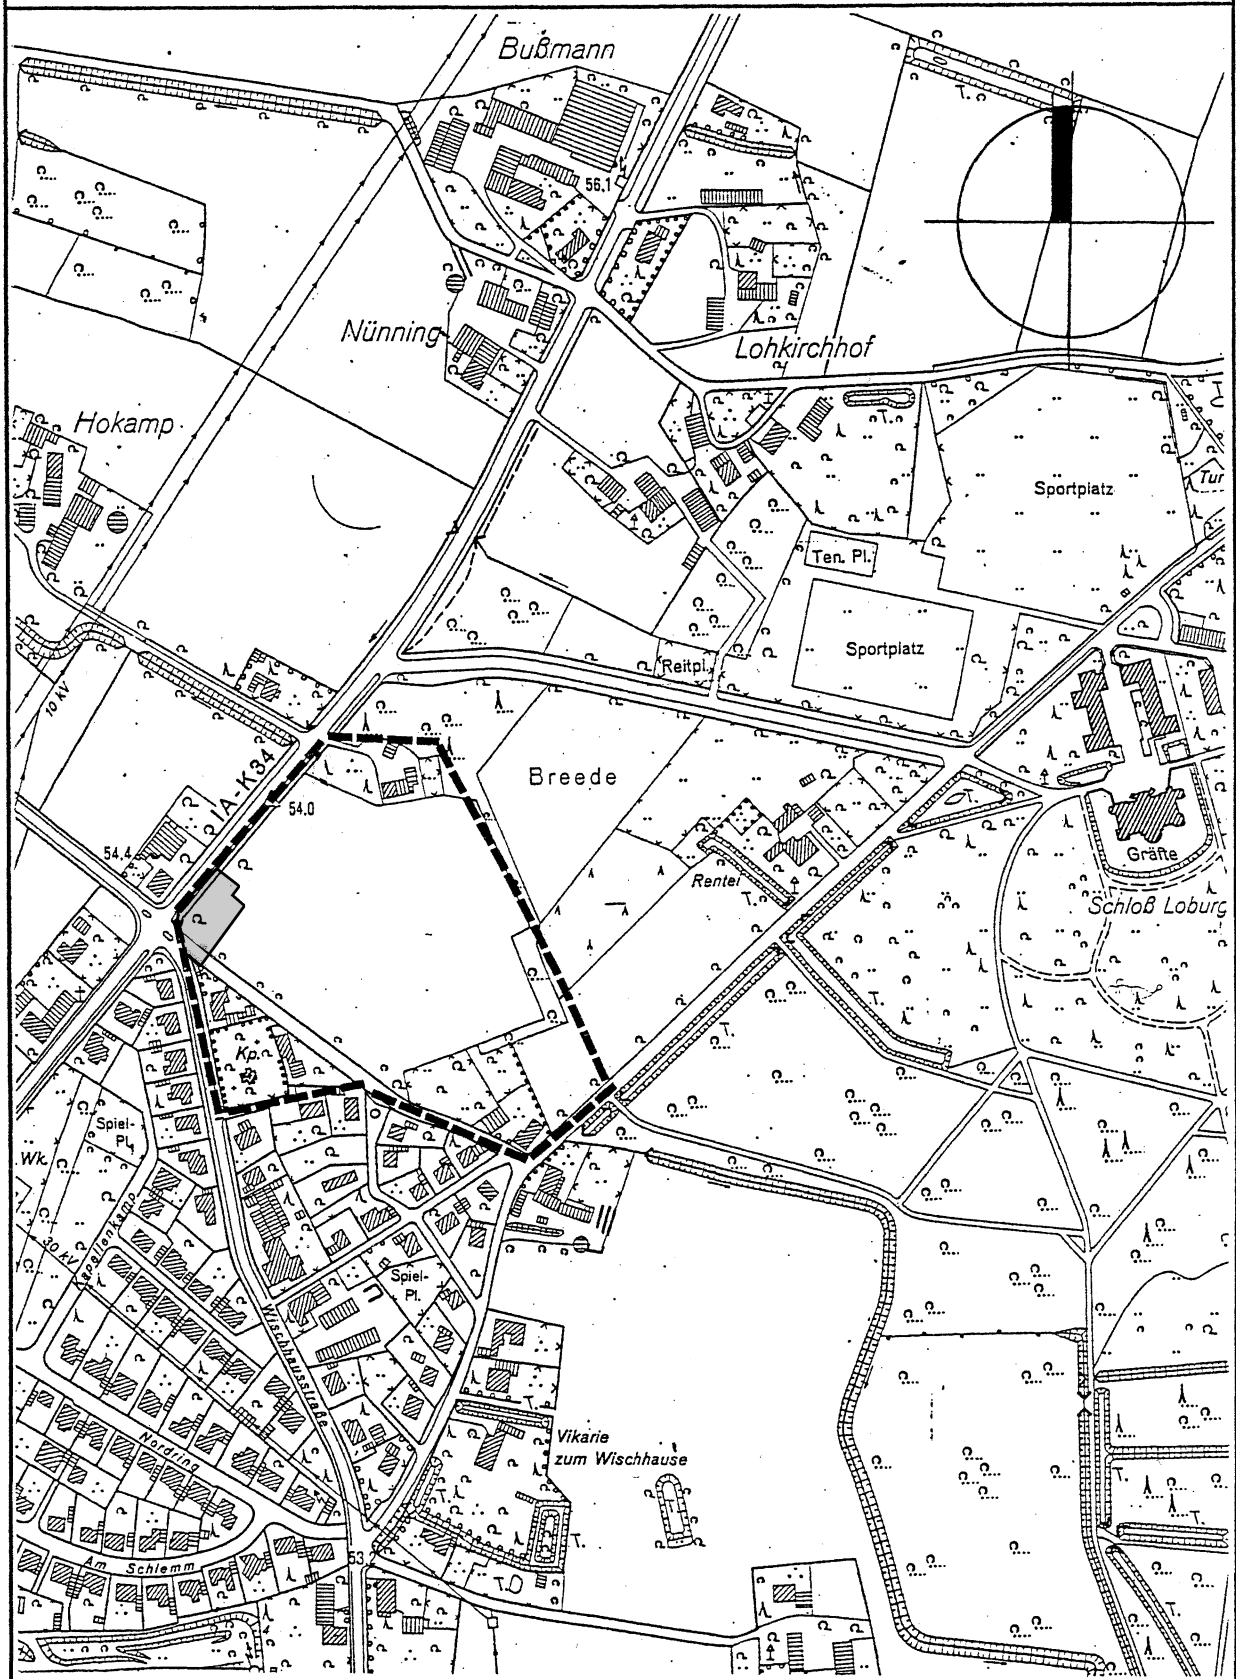 Bußmann
T.
56,1
Nünning
Lohkirchhof
Hokamp
T.
Sportplatz
Tur
Ten. Pl.
Sportplatz
Reitpl.
10 KV
IA-K34
54.0
Breede
54,4
T.
Rentei
T.
Gräfte
Schloß Loburg
T.
T.
Kp.
Spiel-
Pl.
Wk.
30 KV
Kapellenkamp
Spiel-
Pl.
Wischhausstraße
Nordring
T.
Vikarie
zum Wischhause
T.
T.
T.
T.
T.
Am Schlemm
53,
T.
T.